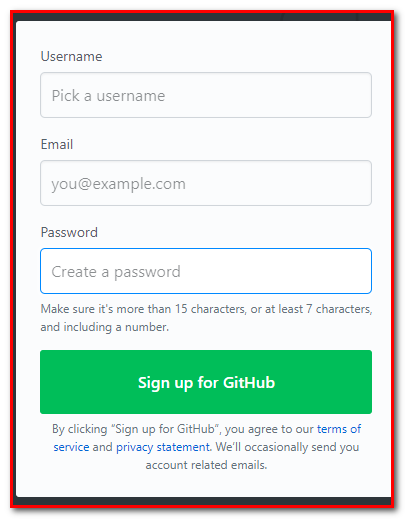 Username
Pick a username
Email
you@example.com
Password
Create a password
Make sure it's more than 15 characters, or at least 7 characters,
and including a number.
Sign up for GitHub
By clicking “Sign up for GitHub”, you agree to our terms of
service and privacy statement. We’ll occasionally send you
account related emails.